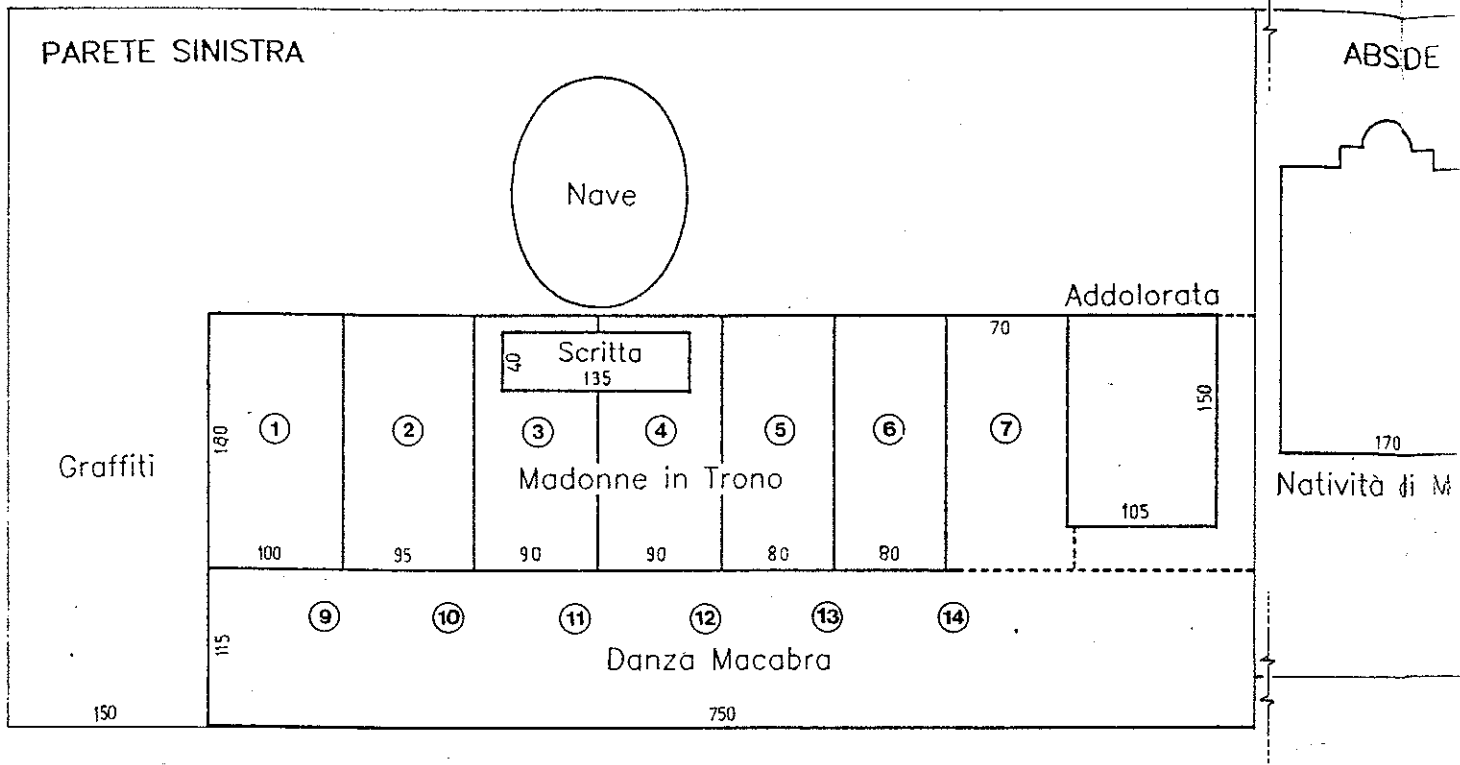 PARETE SINISTRA
ABSDE
Nave
Addolorata
70
Scritta
40
135
180
150
1 2 3 4 5 6 7
170
Graffiti
Madonne in Trono
Natività di M
105
100 95 90 90 80 80
9 10 11 12 13 14
115
Danza Macabra
150
750